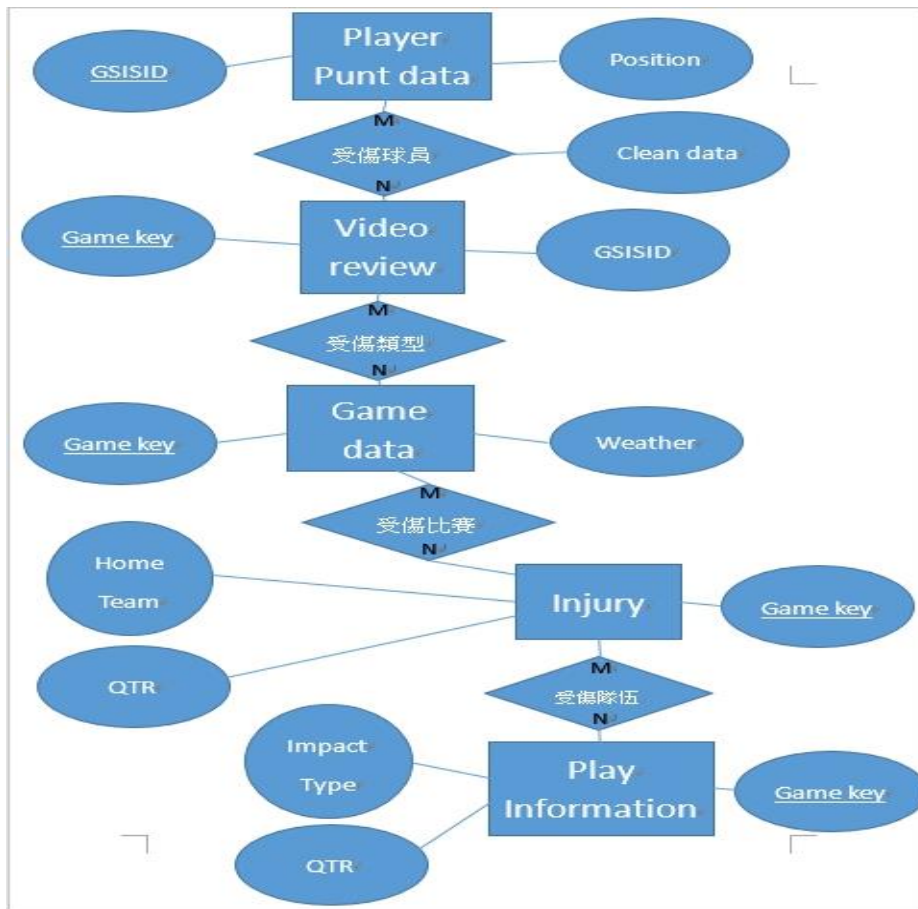 Player
Punt data
GSISID
Position
M
受傷球員
Clean data
N
Game key
Video
review
GSISID
M
受傷類型
N
Game key
Game
data
Weather
M
受傷比賽
N
Home
Team
Injury
Game key
QTR
M
受傷隊伍
N
Impact
Type
Play
Information
Game key
QTR